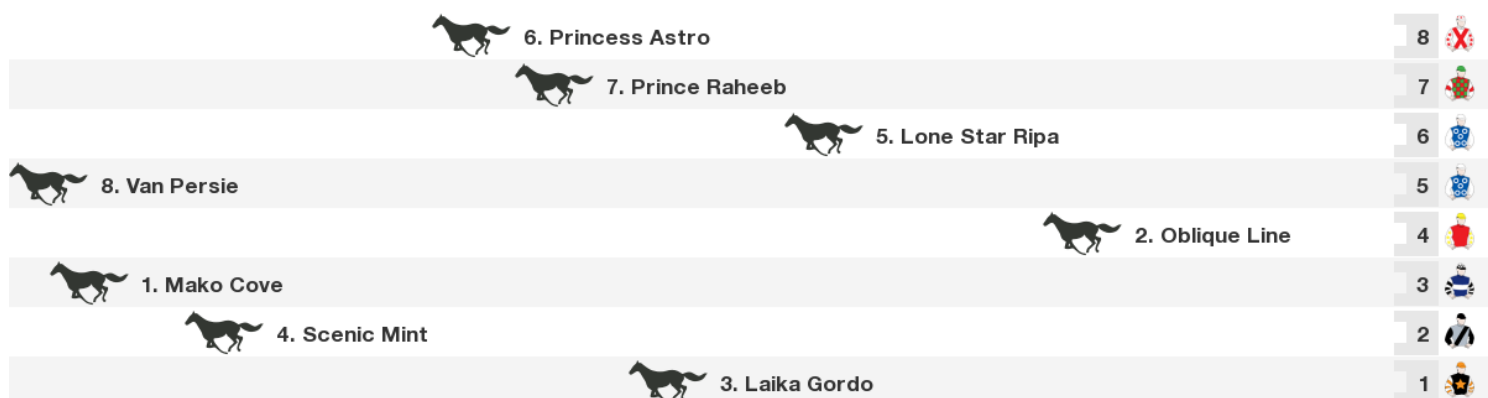 6. Princess Astro 8
7. Prince Raheeb 7
5. Lone Star Ripa 6
8. Van Persie 5
2. Oblique Line 4
1. Mako Cove 3
4. Scenic Mint 2
3. Laika Gordo 1